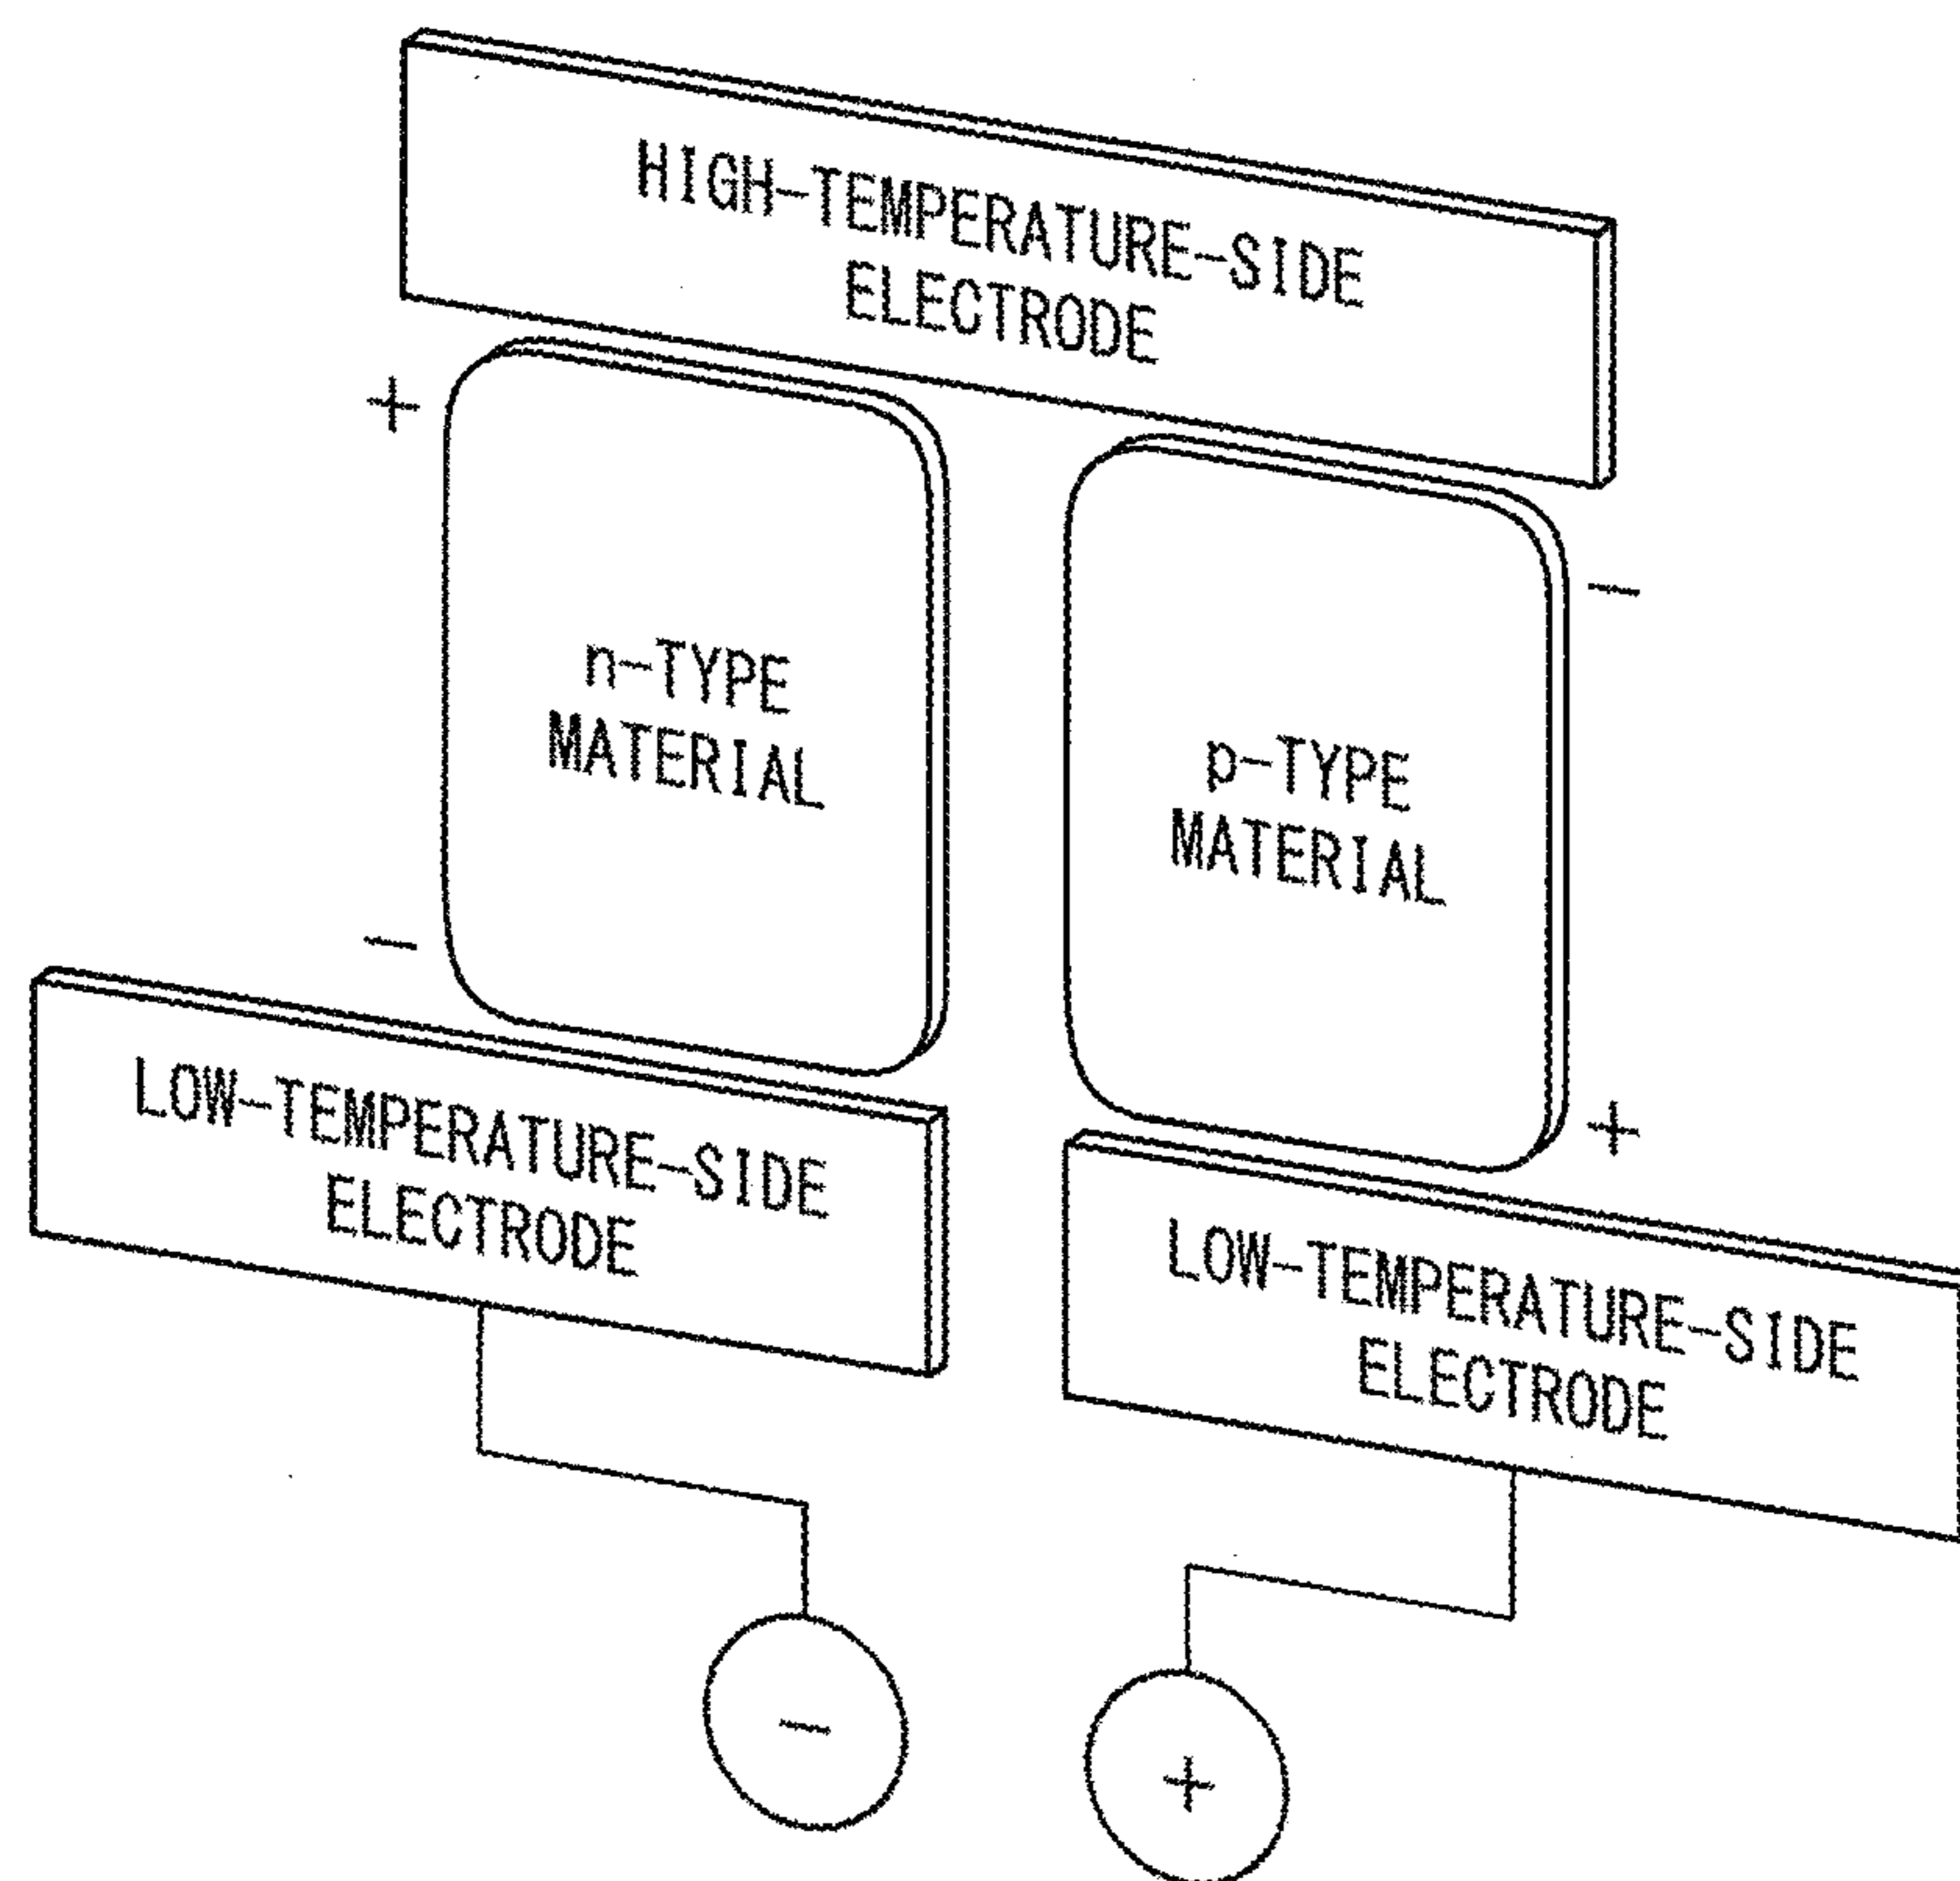 HIGH-TEMPERATURE-SIDE
ELECTRODE
+
−
n-TYPE
MATERIAL
p-TYPE
MATERIAL
−
+
LOW-TEMPERATURE-SIDE
ELECTRODE
LOW-TEMPERATURE-SIDE
ELECTRODE
−
+